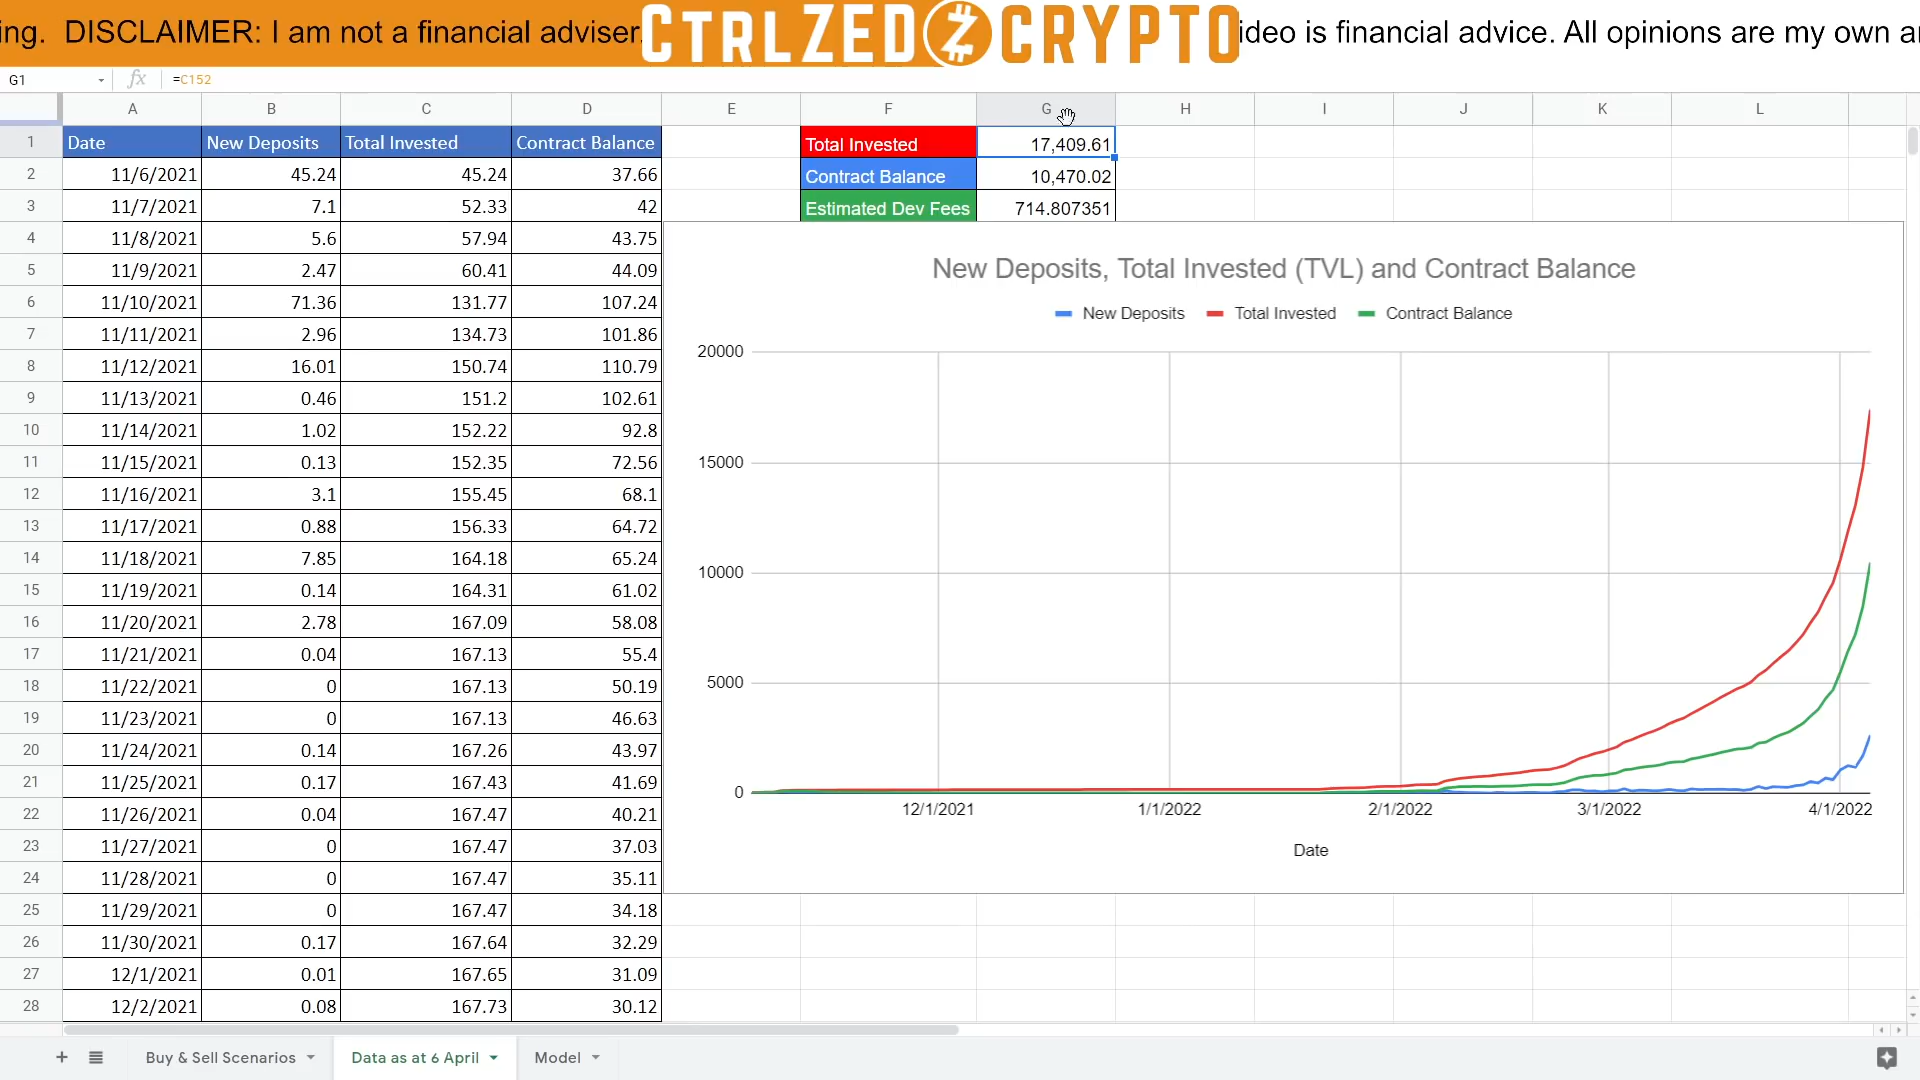 ing. DISCLAIMER: I am not a financial adviser. CTRLZED CRYPTO ideo is financial advice. All opinions are my own a
G1 fx =C152
A B C D E F G H I J K L
1 Date New Deposits Total Invested Contract Balance Total Invested 17,409.61
2 11/6/2021 45.24 45.24 37.66 Contract Balance 10,470.02
3 11/7/2021 7.1 52.33 42 Estimated Dev Fees 714.807351
4 11/8/2021 5.6 57.94 43.75
5 11/9/2021 2.47 60.41 44.09
6 11/10/2021 71.36 131.77 107.24
7 11/11/2021 2.96 134.73 101.86
8 11/12/2021 16.01 150.74 110.79
9 11/13/2021 0.46 151.2 102.61
10 11/14/2021 1.02 152.22 92.8
11 11/15/2021 0.13 152.35 72.56
12 11/16/2021 3.1 155.45 68.1
13 11/17/2021 0.88 156.33 64.72
14 11/18/2021 7.85 164.18 65.24
15 11/19/2021 0.14 164.31 61.02
16 11/20/2021 2.78 167.09 58.08
17 11/21/2021 0.04 167.13 55.4
18 11/22/2021 0 167.13 50.19
19 11/23/2021 0 167.13 46.63
20 11/24/2021 0.14 167.26 43.97
21 11/25/2021 0.17 167.43 41.69
22 11/26/2021 0.04 167.47 40.21
23 11/27/2021 0 167.47 37.03
24 11/28/2021 0 167.47 35.11
25 11/29/2021 0 167.47 34.18
26 11/30/2021 0.17 167.64 32.29
27 12/1/2021 0.01 167.65 31.09
28 12/2/2021 0.08 167.73 30.12
New Deposits, Total Invested (TVL) and Contract Balance
New Deposits Total Invested Contract Balance
20000
15000
10000
5000
0
12/1/2021 1/1/2022 2/1/2022 3/1/2022 4/1/2022
Date
Buy & Sell Scenarios Data as at 6 April Model